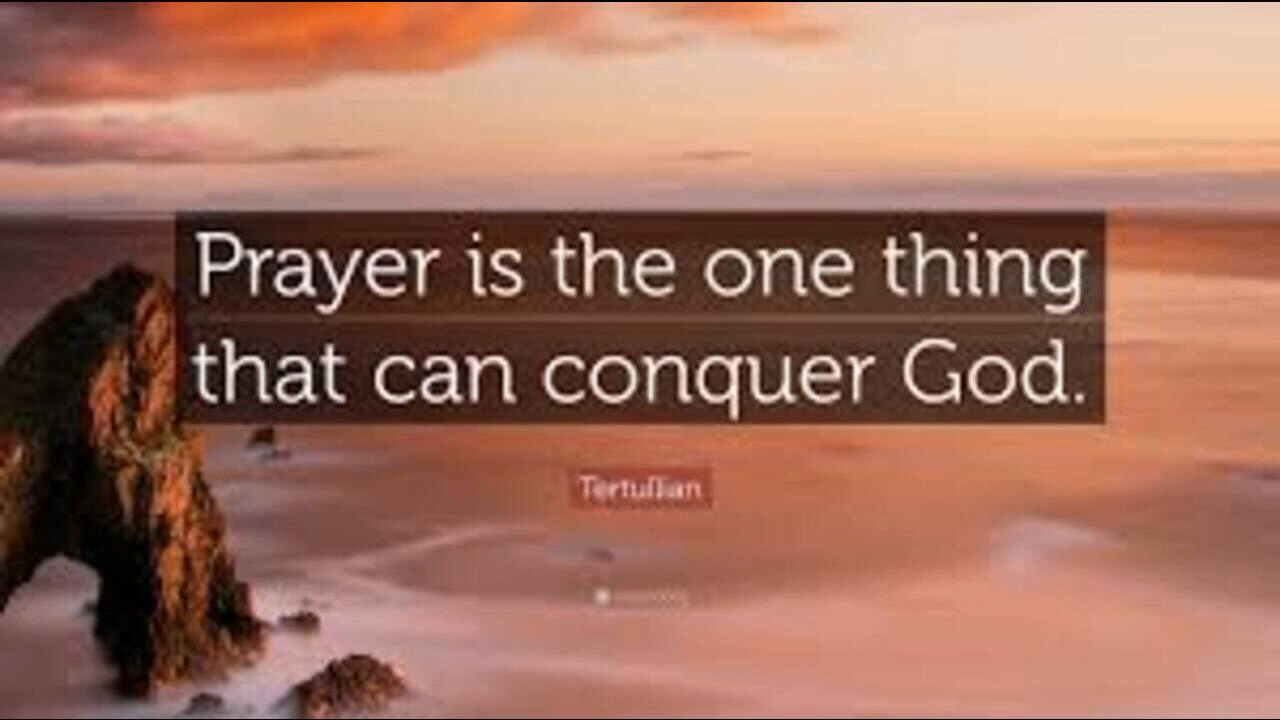 Prayer is the one thing
that can conquer God.
Tertullian